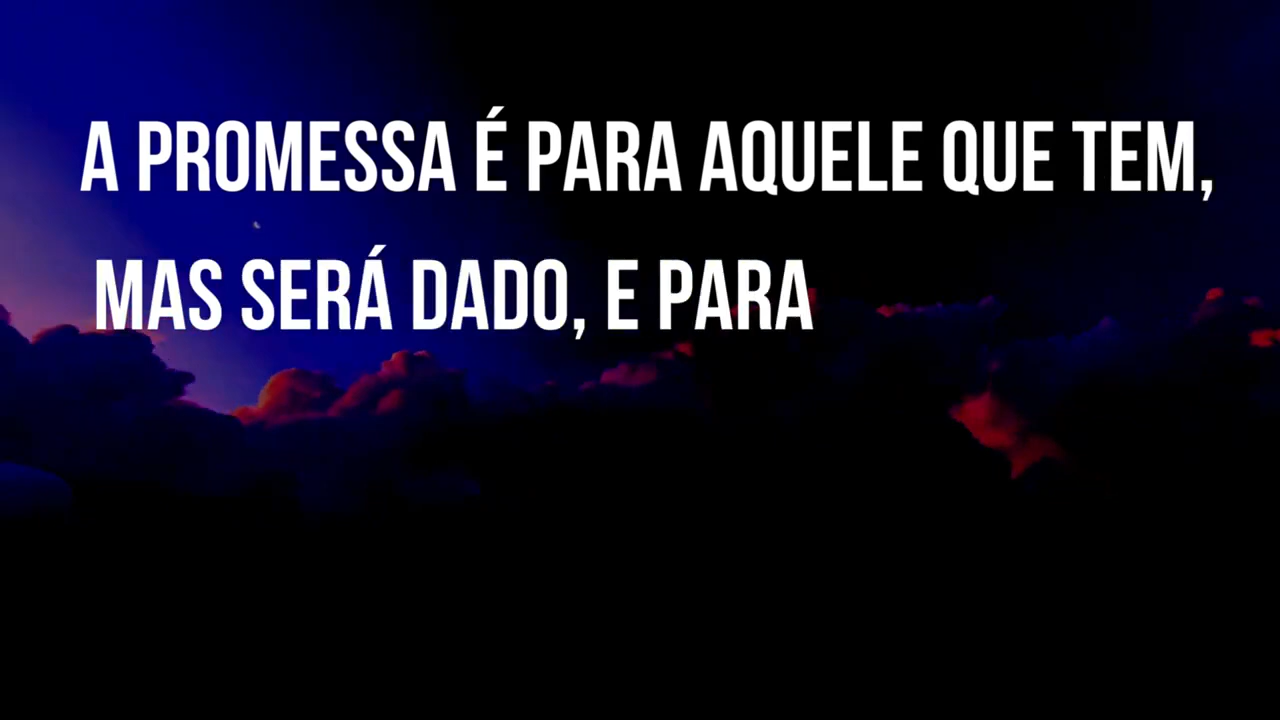 A PROMESSA É PARA AQUELE QUE TEM,
MAS SERÁ DADO, E PARA